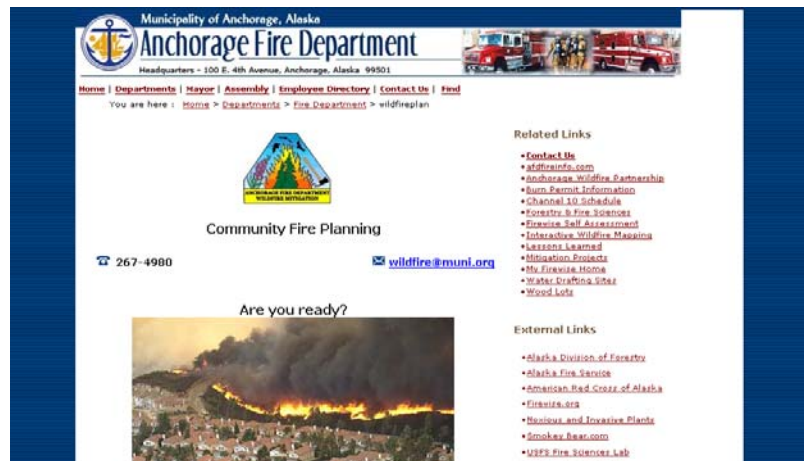 Municipality of Anchorage, Alaska
Anchorage Fire Department
Headquarters - 100 E. 4th Avenue, Anchorage, Alaska 99501
Home | Departments | Mayor | Assembly | Employee Directory | Contact Us | Find
You are here : Home > Departments > Fire Department > wildfireplan
ANCHORAGE FIRE DEPARTMENT
WILDFIRE MITIGATION
Community Fire Planning
267-4980
wildfire@muni.org
Are you ready?
Related Links
•Contact Us
•afdfireinfo.com
•Anchorage Wildfire Partnership
•Burn Permit Information
•Channel 10 Schedule
•Forestry & Fire Sciences
•Firewise Self Assessment
•Interactive Wildfire Mapping
•Lessons Learned
•Mitigation Projects
•My Firewise Home
•Water Drafting Sites
•Wood Lots
External Links
•Alaska Division of Forestry
•Alaska Fire Service
•American Red Cross of Alaska
•Firewise.org
•Noxious and Invasive Plants
•Smokey Bear.com
•USFS Fire Sciences Lab